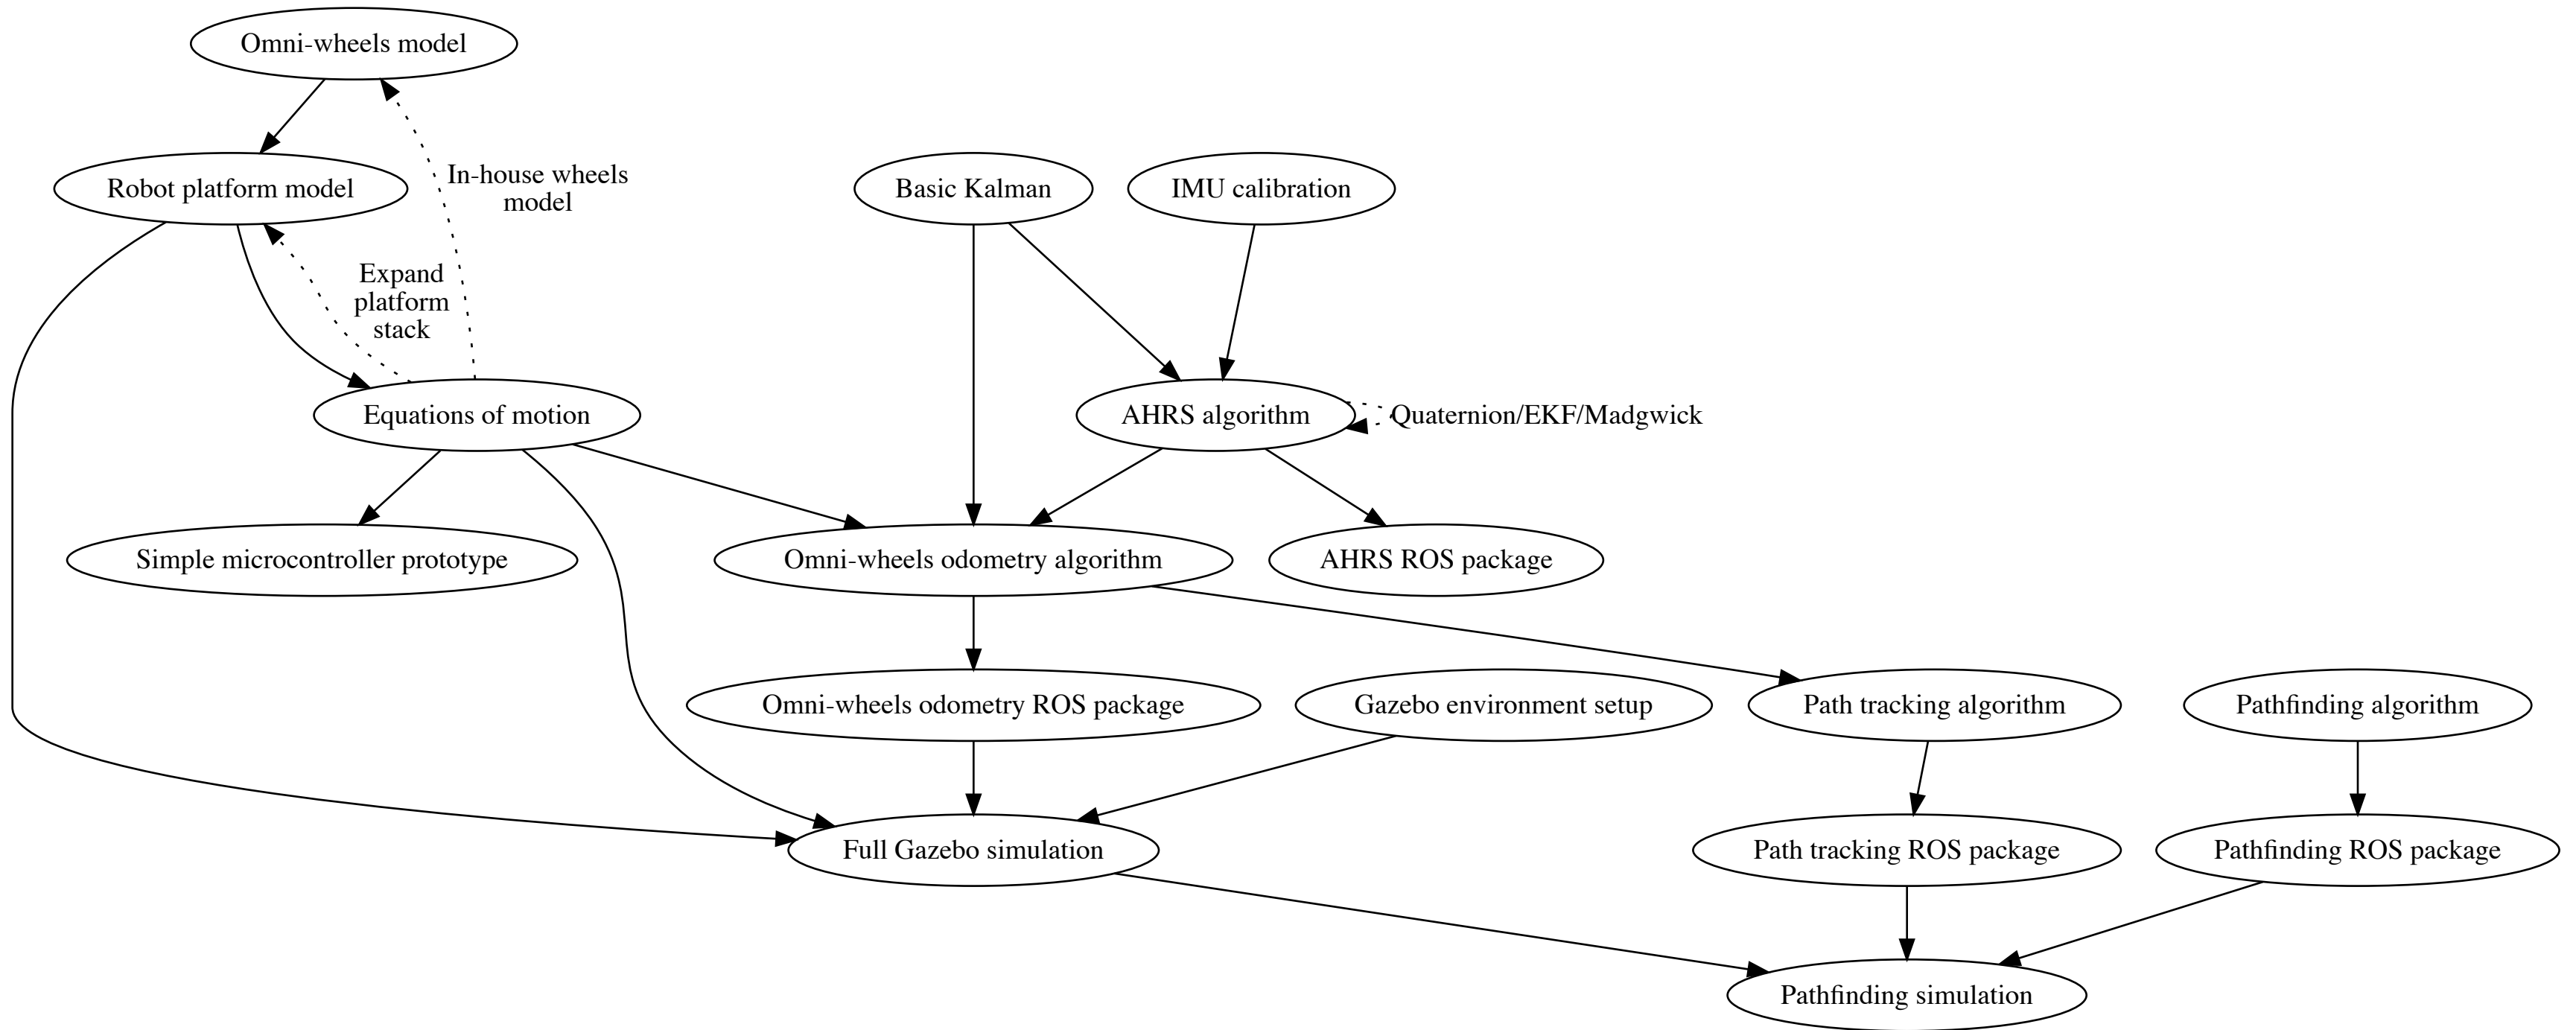 Omni-wheels model
In-house wheels
model
Robot platform model
Basic Kalman
IMU calibration
Expand
platform
stack
Equations of motion
AHRS algorithm
Quaternion/EKF/Madgwick
Simple microcontroller prototype
Omni-wheels odometry algorithm
AHRS ROS package
Omni-wheels odometry ROS package
Gazebo environment setup
Path tracking algorithm
Pathfinding algorithm
Full Gazebo simulation
Path tracking ROS package
Pathfinding ROS package
Pathfinding simulation